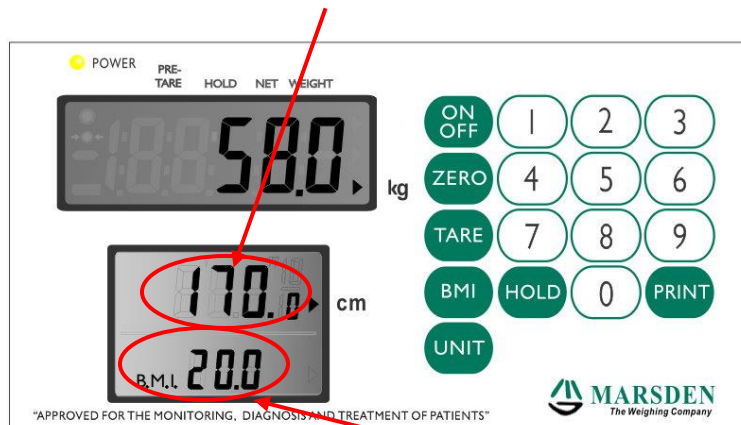 POWER
PRE-
TARE HOLD NET WEIGHT
58.0 kg
170.0 cm
B.M.I. 20.0
ON
OFF 1 2 3
ZERO 4 5 6
TARE 7 8 9
BMI HOLD 0 PRINT
UNIT
MARSDEN
The Weighing Company
"APPROVED FOR THE MONITORING, DIAGNOSIS AND TREATMENT OF PATIENTS"